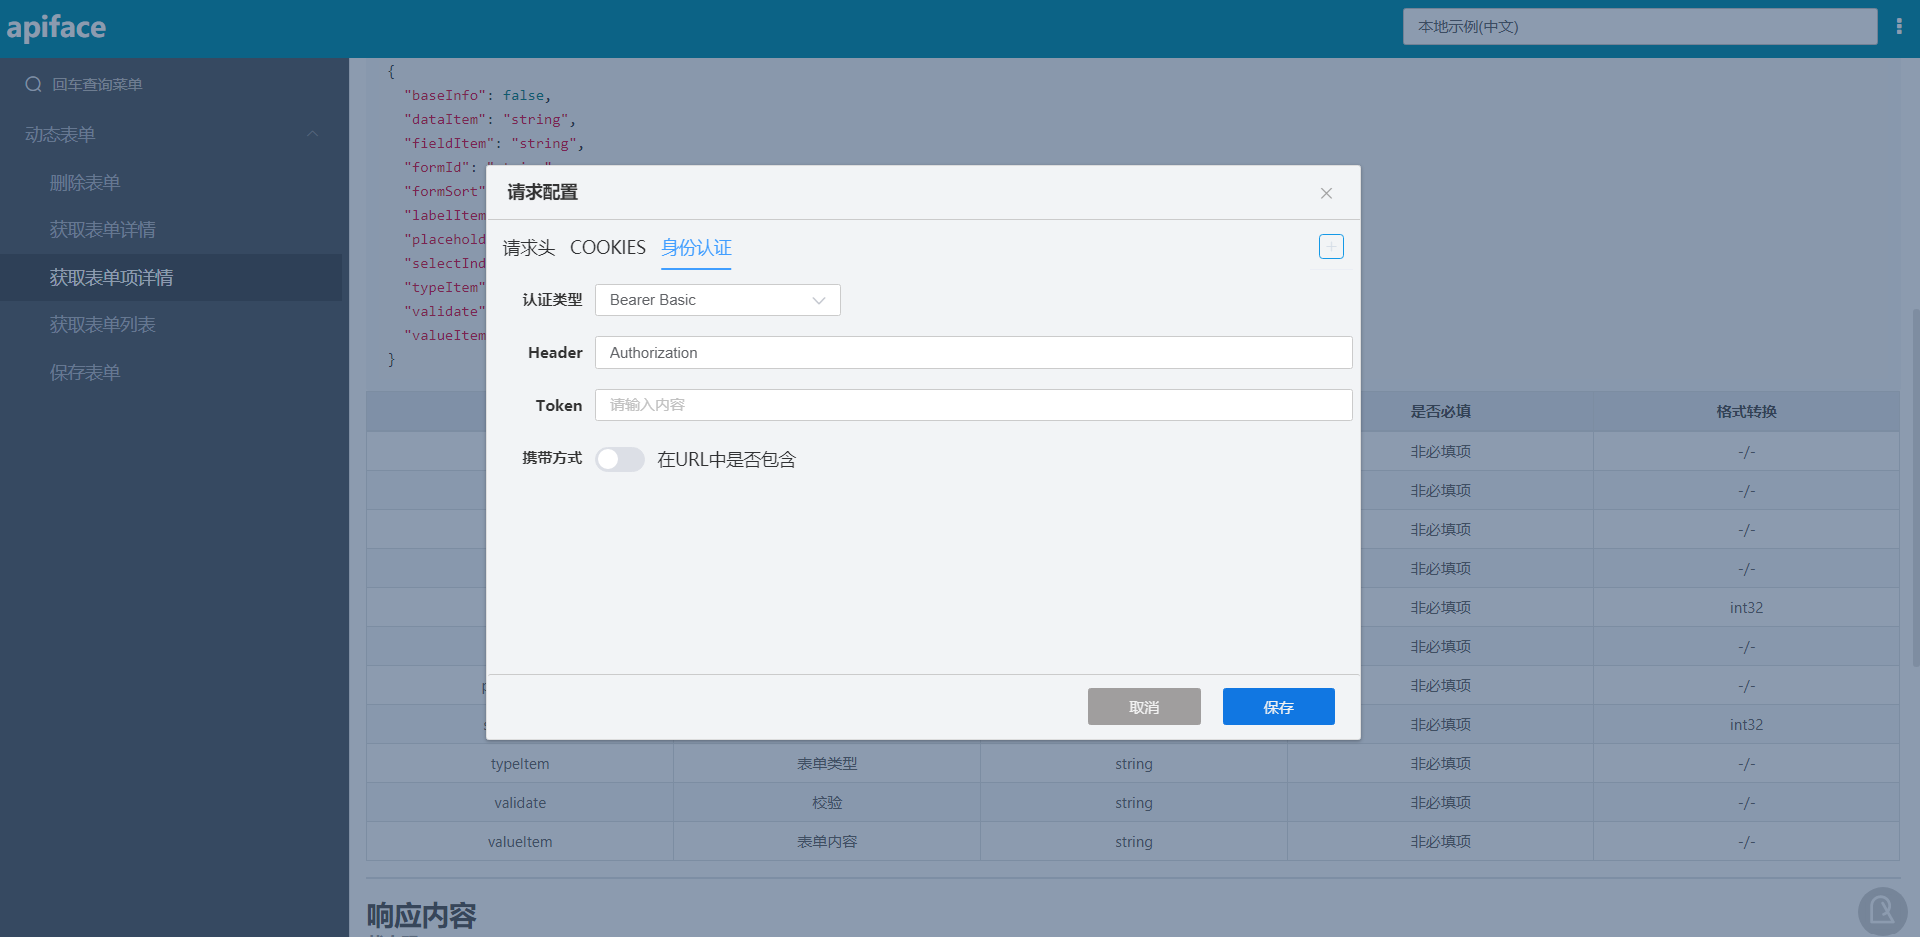 apiface
本地示例(中文)
回车查询菜单
动态表单
删除表单
获取表单详情
获取表单项详情
获取表单列表
保存表单
{
"baseInfo": false,
"dataItem": "string",
"fieldItem": "string",
"formId":
"formSort"
"labelItem
"placehold
"selectInd
"typeItem"
"validate"
"valueItem
}
请求配置
请求头 COOKIES 身份认证
认证类型 Bearer Basic
Header Authorization
Token 请输入内容
携带方式 在URL中是否包含
取消 保存
是否必填 格式转换
非必填项 -/-
非必填项 -/-
非必填项 -/-
非必填项 -/-
非必填项 int32
非必填项 -/-
非必填项 -/-
非必填项 int32
typeItem 表单类型 string 非必填项 -/-
validate 校验 string 非必填项 -/-
valueItem 表单内容 string 非必填项 -/-
响应内容